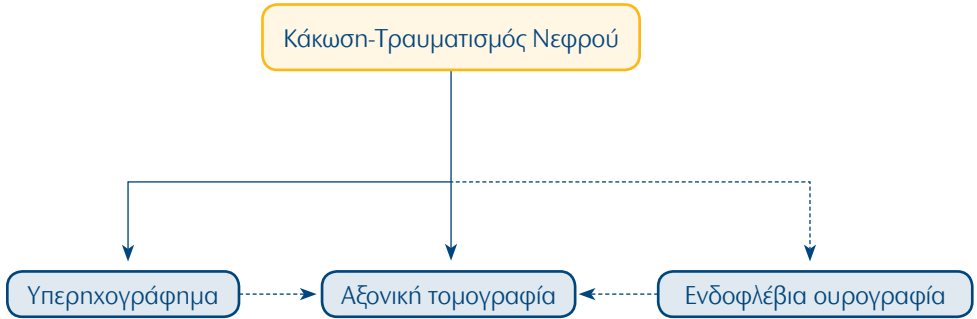 Κάκωση-Τραυματισμός Νεφρού
Υπερηχογράφημα
Αξονική τομογραφία
Ενδοφλέβια ουρογραφία